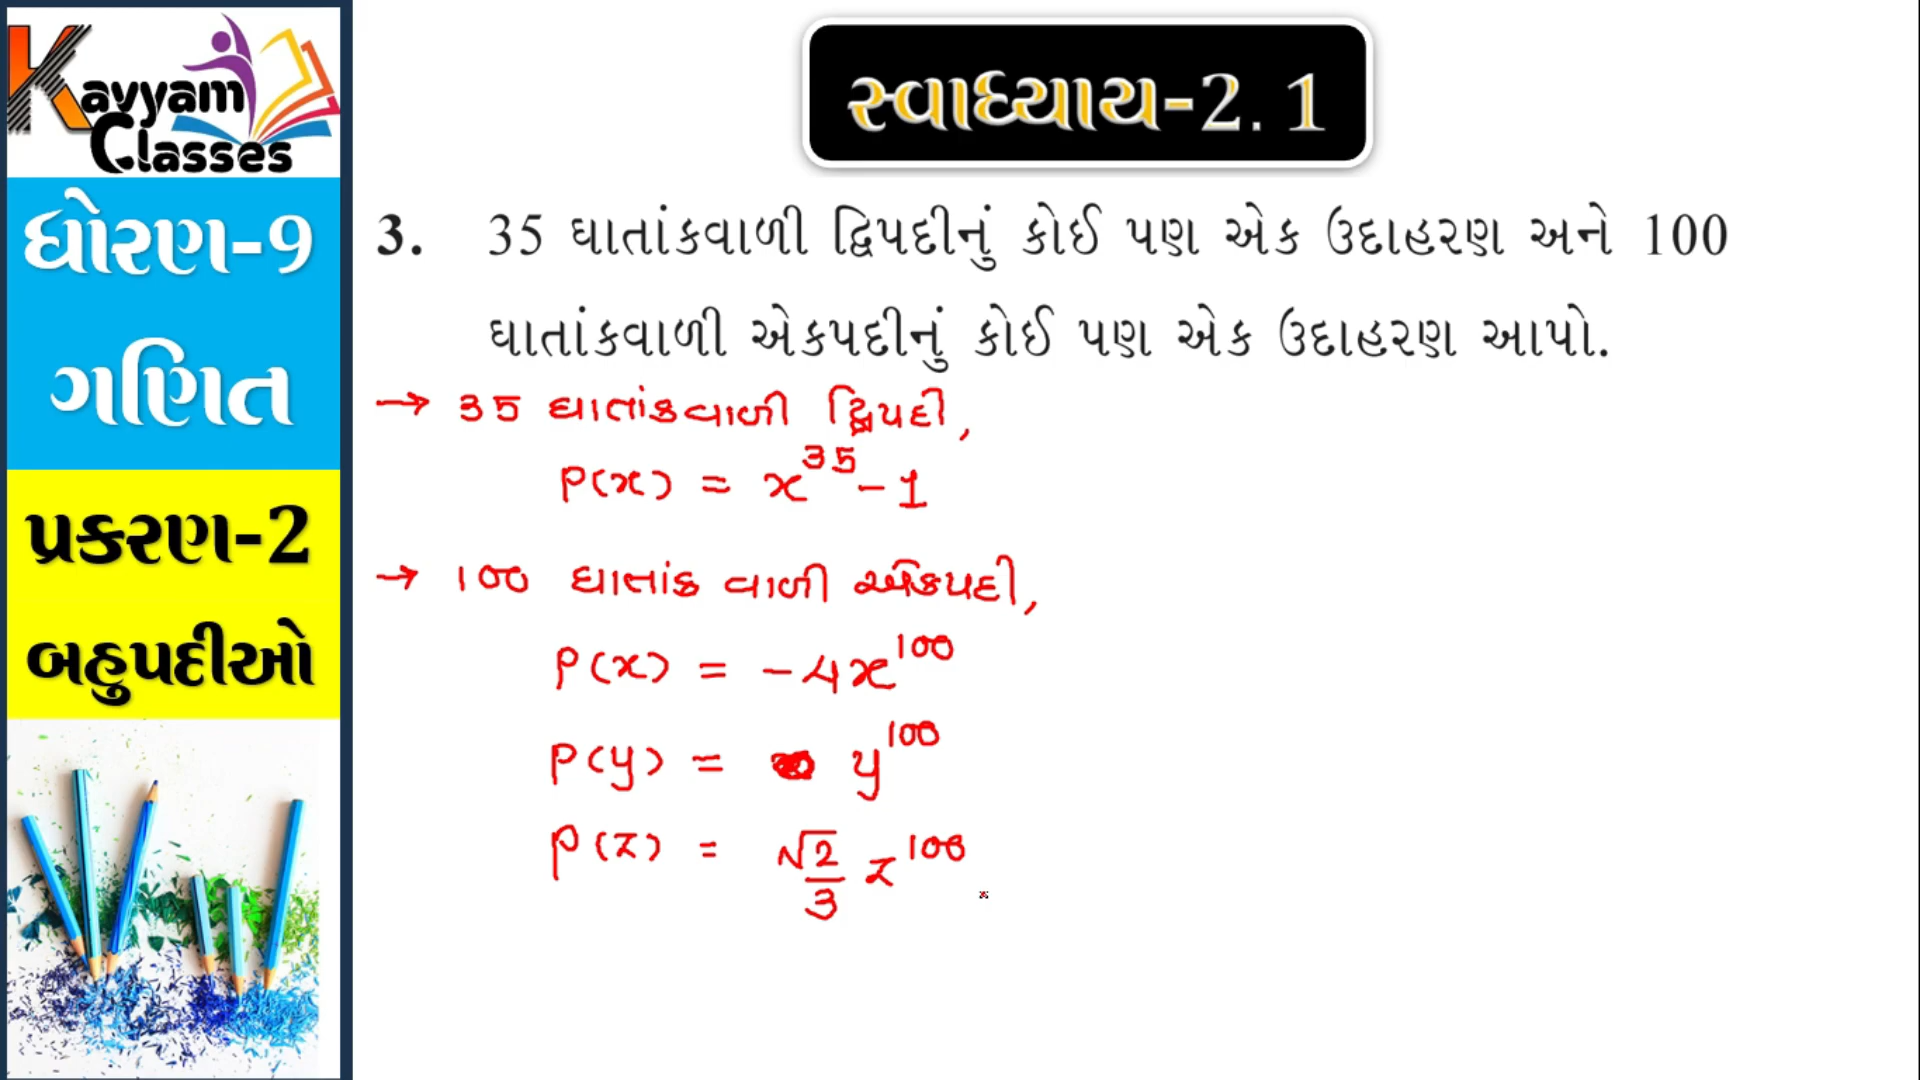 Kavyam
Classes
ધોરણ-9
ગણિત
પ્રકરણ-2
બહુપદીઓ
સ્વાધ્યાય-2.1
3. 35 ઘાતાંકવાળી દ્વિપદીનું કોઈ પણ એક ઉદાહરણ અને 100
ઘાતાંકવાળી એકપદીનું કોઈ પણ એક ઉદાહરણ આપો.
→ 35 ઘાતાંકવાળી દ્વિપદી,
P(x) = x³⁵ - 1
→ 100 ઘાતાંક વાળી એકપદી,
P(x) = -4x¹⁰⁰
P(y) = y¹⁰⁰
P(z) = √2/3 z¹⁰⁰